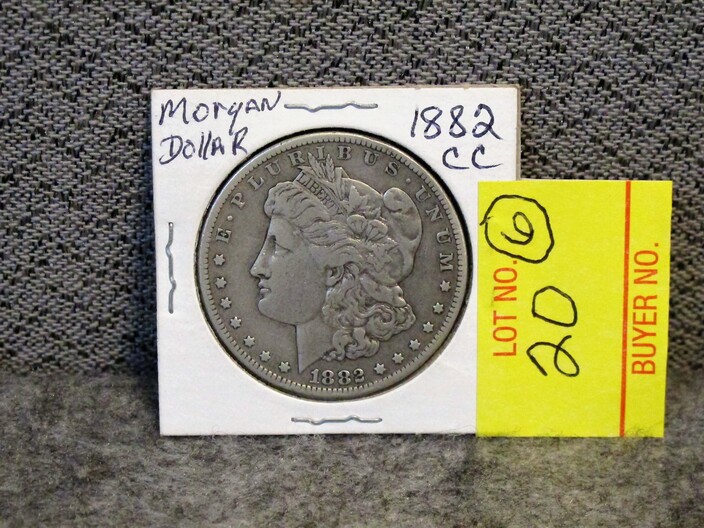 Morgan
Dollar
1882
CC
E · PLURIBUS · UNUM
LIBERTY
1882
LOT NO.
6
20
BUYER NO.